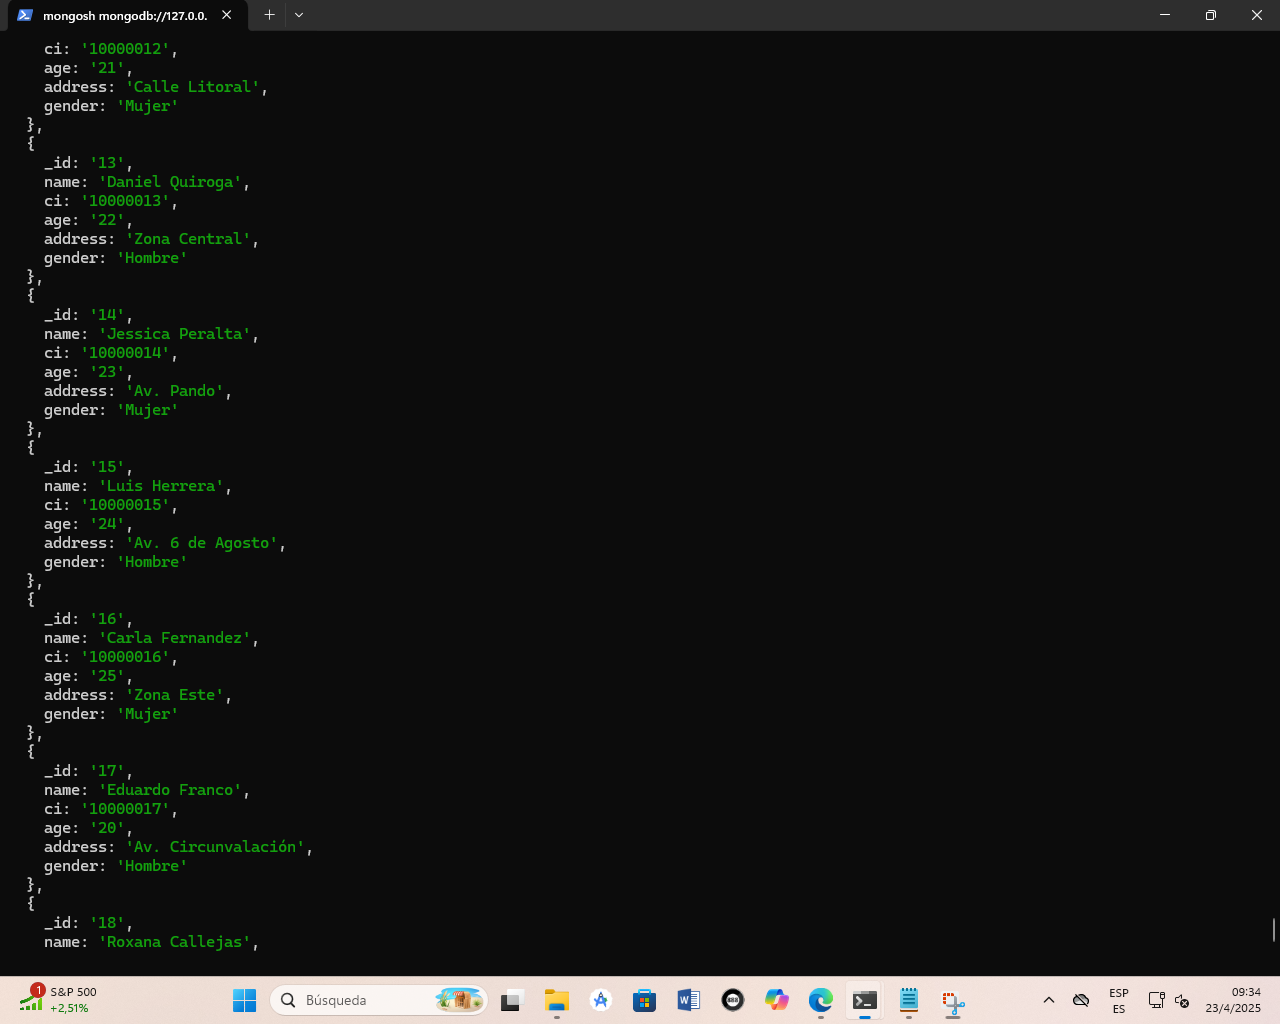 mongosh mongodb://127.0.0.
ci: '10000012',
age: '21',
address: 'Calle Litoral',
gender: 'Mujer'
},
{
_id: '13',
name: 'Daniel Quiroga',
ci: '10000013',
age: '22',
address: 'Zona Central',
gender: 'Hombre'
},
{
_id: '14',
name: 'Jessica Peralta',
ci: '10000014',
age: '23',
address: 'Av. Pando',
gender: 'Mujer'
},
{
_id: '15',
name: 'Luis Herrera',
ci: '10000015',
age: '24',
address: 'Av. 6 de Agosto',
gender: 'Hombre'
},
{
_id: '16',
name: 'Carla Fernandez',
ci: '10000016',
age: '25',
address: 'Zona Este',
gender: 'Mujer'
},
{
_id: '17',
name: 'Eduardo Franco',
ci: '10000017',
age: '20',
address: 'Av. Circunvalación',
gender: 'Hombre'
},
{
_id: '18',
name: 'Roxana Callejas',
1
S&P 500
+2,51%
Búsqueda
ESP
ES
09:34
23/4/2025